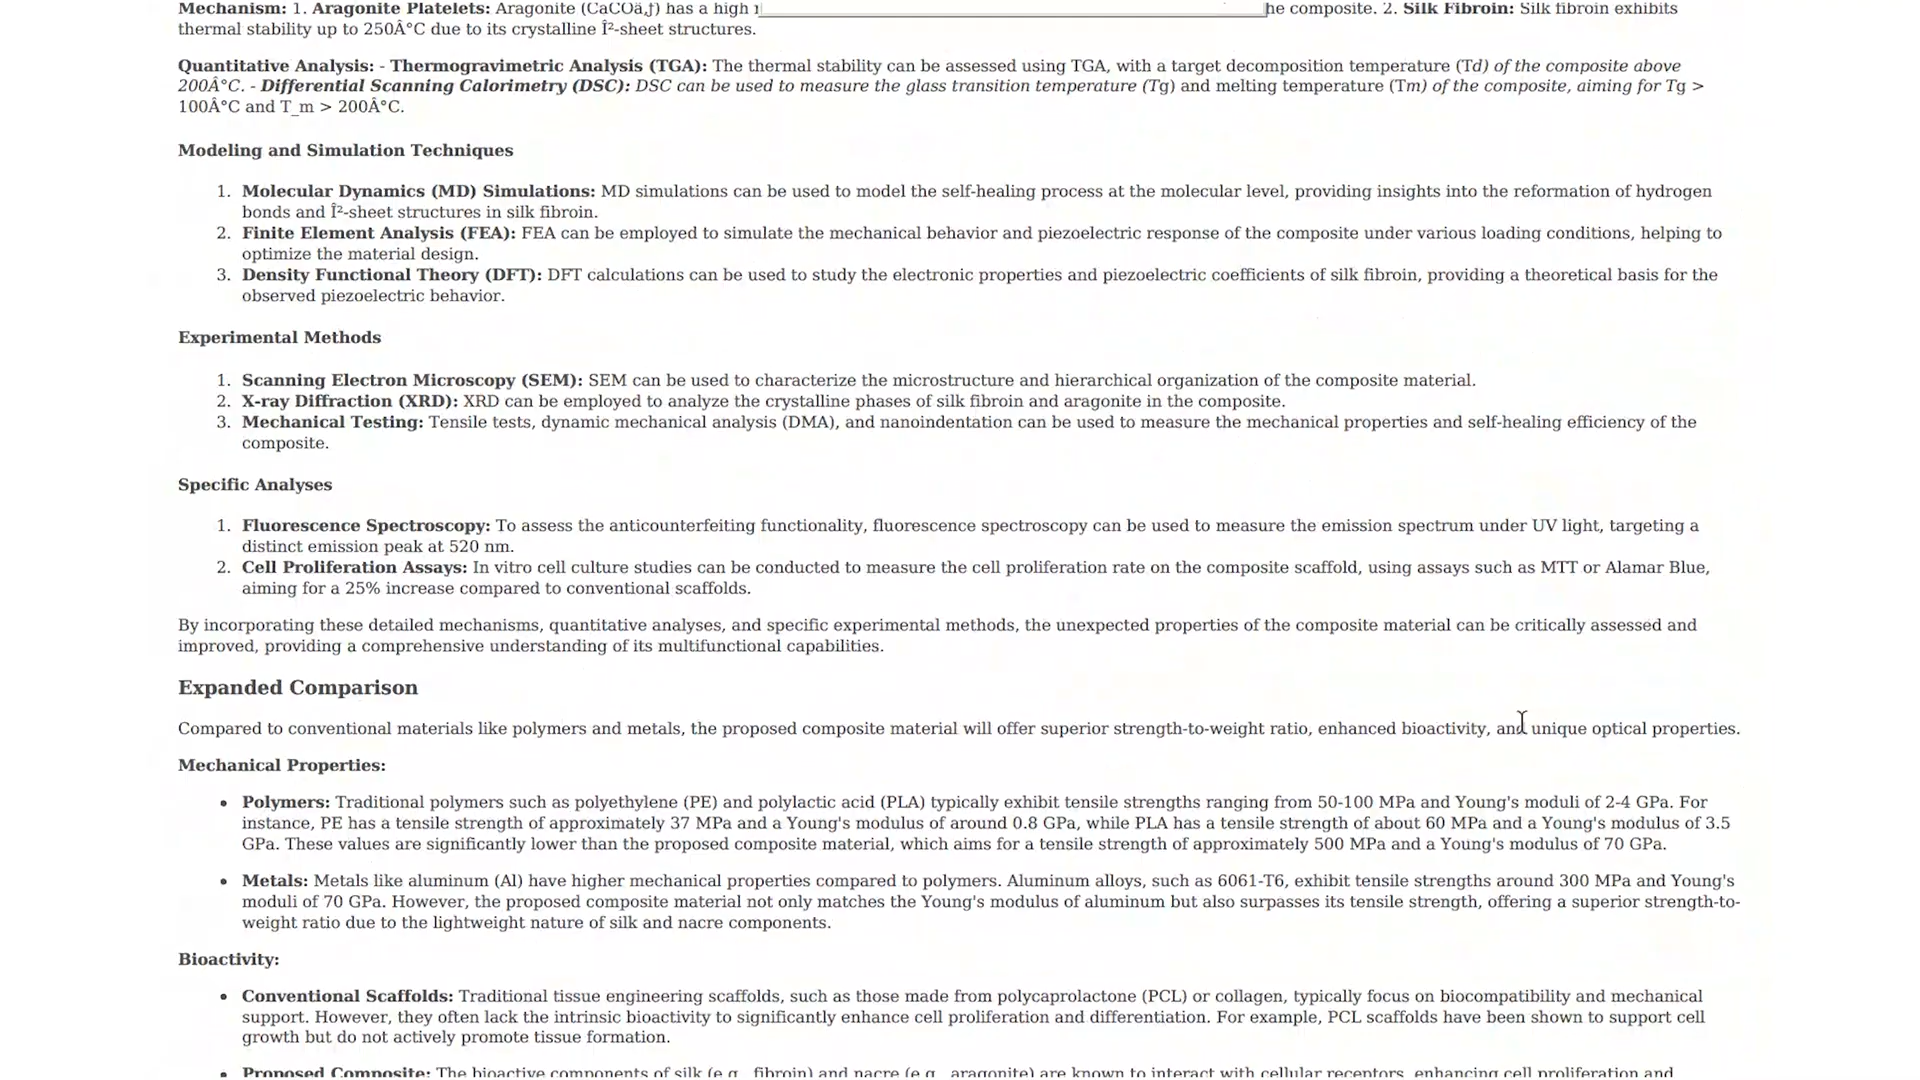 Mechanism: 1. Aragonite Platelets: Aragonite (CaCOâ‚ƒ) has a high he composite. 2. Silk Fibroin: Silk fibroin exhibits
thermal stability up to 250Â°C due to its crystalline Î²-sheet structures.
Quantitative Analysis: - Thermogravimetric Analysis (TGA): The thermal stability can be assessed using TGA, with a target decomposition temperature (Td) of the composite above
200Â°C. - Differential Scanning Calorimetry (DSC): DSC can be used to measure the glass transition temperature (Tg) and melting temperature (Tm) of the composite, aiming for Tg >
100Â°C and T_m > 200Â°C.
Modeling and Simulation Techniques
1. Molecular Dynamics (MD) Simulations: MD simulations can be used to model the self-healing process at the molecular level, providing insights into the reformation of hydrogen
bonds and Î²-sheet structures in silk fibroin.
2. Finite Element Analysis (FEA): FEA can be employed to simulate the mechanical behavior and piezoelectric response of the composite under various loading conditions, helping to
optimize the material design.
3. Density Functional Theory (DFT): DFT calculations can be used to study the electronic properties and piezoelectric coefficients of silk fibroin, providing a theoretical basis for the
observed piezoelectric behavior.
Experimental Methods
1. Scanning Electron Microscopy (SEM): SEM can be used to characterize the microstructure and hierarchical organization of the composite material.
2. X-ray Diffraction (XRD): XRD can be employed to analyze the crystalline phases of silk fibroin and aragonite in the composite.
3. Mechanical Testing: Tensile tests, dynamic mechanical analysis (DMA), and nanoindentation can be used to measure the mechanical properties and self-healing efficiency of the
composite.
Specific Analyses
1. Fluorescence Spectroscopy: To assess the anticounterfeiting functionality, fluorescence spectroscopy can be used to measure the emission spectrum under UV light, targeting a
distinct emission peak at 520 nm.
2. Cell Proliferation Assays: In vitro cell culture studies can be conducted to measure the cell proliferation rate on the composite scaffold, using assays such as MTT or Alamar Blue,
aiming for a 25% increase compared to conventional scaffolds.
By incorporating these detailed mechanisms, quantitative analyses, and specific experimental methods, the unexpected properties of the composite material can be critically assessed and
improved, providing a comprehensive understanding of its multifunctional capabilities.
Expanded Comparison
Compared to conventional materials like polymers and metals, the proposed composite material will offer superior strength-to-weight ratio, enhanced bioactivity, and unique optical properties.
Mechanical Properties:
• Polymers: Traditional polymers such as polyethylene (PE) and polylactic acid (PLA) typically exhibit tensile strengths ranging from 50-100 MPa and Young's moduli of 2-4 GPa. For
instance, PE has a tensile strength of approximately 37 MPa and a Young's modulus of around 0.8 GPa, while PLA has a tensile strength of about 60 MPa and a Young's modulus of 3.5
GPa. These values are significantly lower than the proposed composite material, which aims for a tensile strength of approximately 500 MPa and a Young's modulus of 70 GPa.
• Metals: Metals like aluminum (Al) have higher mechanical properties compared to polymers. Aluminum alloys, such as 6061-T6, exhibit tensile strengths around 300 MPa and Young's
moduli of 70 GPa. However, the proposed composite material not only matches the Young's modulus of aluminum but also surpasses its tensile strength, offering a superior strength-to-
weight ratio due to the lightweight nature of silk and nacre components.
Bioactivity:
• Conventional Scaffolds: Traditional tissue engineering scaffolds, such as those made from polycaprolactone (PCL) or collagen, typically focus on biocompatibility and mechanical
support. However, they often lack the intrinsic bioactivity to significantly enhance cell proliferation and differentiation. For example, PCL scaffolds have been shown to support cell
growth but do not actively promote tissue formation.
• Proposed Composite: The bioactive components of silk (e.g., fibroin) and nacre (e.g., aragonite) are known to interact with cellular receptors, enhancing cell proliferation and